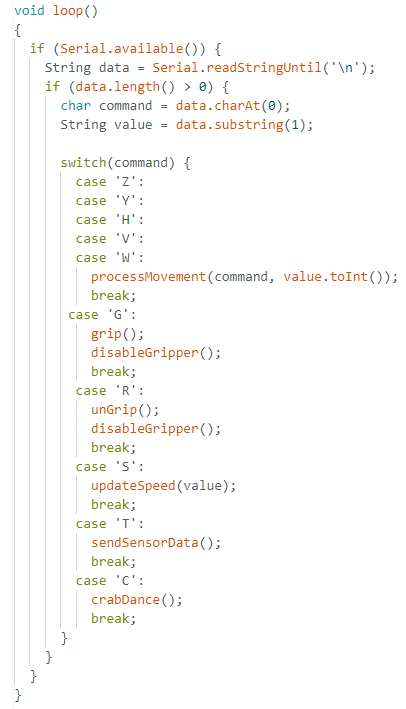 void loop()
{
  if (Serial.available()) {
    String data = Serial.readStringUntil('\n');
    if (data.length() > 0) {
      char command = data.charAt(0);
      String value = data.substring(1);

      switch(command) {
        case 'Z':
        case 'Y':
        case 'H':
        case 'V':
        case 'W':
          processMovement(command, value.toInt());
          break;
       case 'G':
          grip();
          disableGripper();
          break;
        case 'R':
          unGrip();
          disableGripper();
          break;
        case 'S':
          updateSpeed(value);
          break;
        case 'T':
          sendSensorData();
          break;
        case 'C':
          crabDance();
          break;
      }
    }
  }
}